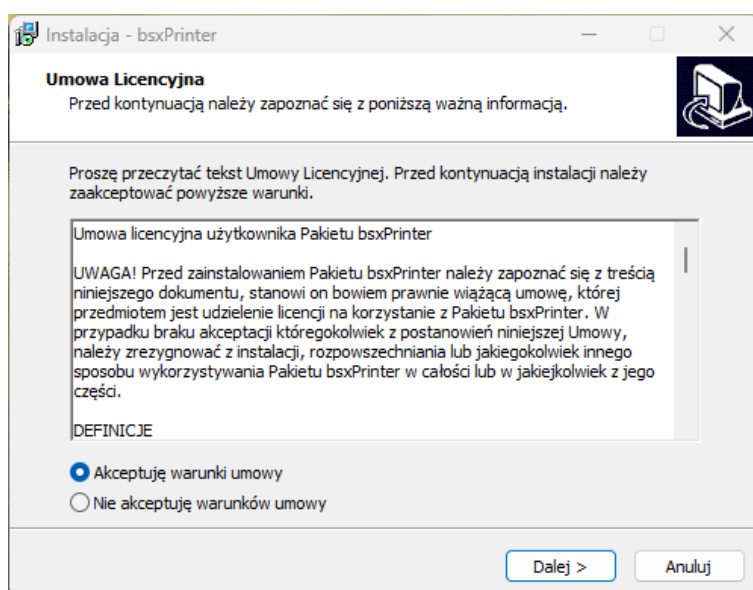 Instalacja - bsxPrinter
Umowa Licencyjna
Przed kontynuacją należy zapoznać się z poniższą ważną informacją.
Proszę przeczytać tekst Umowy Licencyjnej. Przed kontynuacją instalacji należy
zaakceptować powyższe warunki.
Umowa licencyjna użytkownika Pakietu bsxPrinter
UWAGA! Przed zainstalowaniem Pakietu bsxPrinter należy zapoznać się z treścią
niniejszego dokumentu, stanowi on bowiem prawnie wiążącą umowę, której
przedmiotem jest udzielenie licencji na korzystanie z Pakietu bsxPrinter. W
przypadku braku akceptacji któregokolwiek z postanowień niniejszej Umowy,
należy zrezygnować z instalacji, rozpowszechniania lub jakiegokolwiek innego
sposobu wykorzystywania Pakietu bsxPrinter w całości lub w jakiejkolwiek z jego
części.
DEFINICJE
Akceptuję warunki umowy
Nie akceptuję warunków umowy
Dalej >
Anuluj